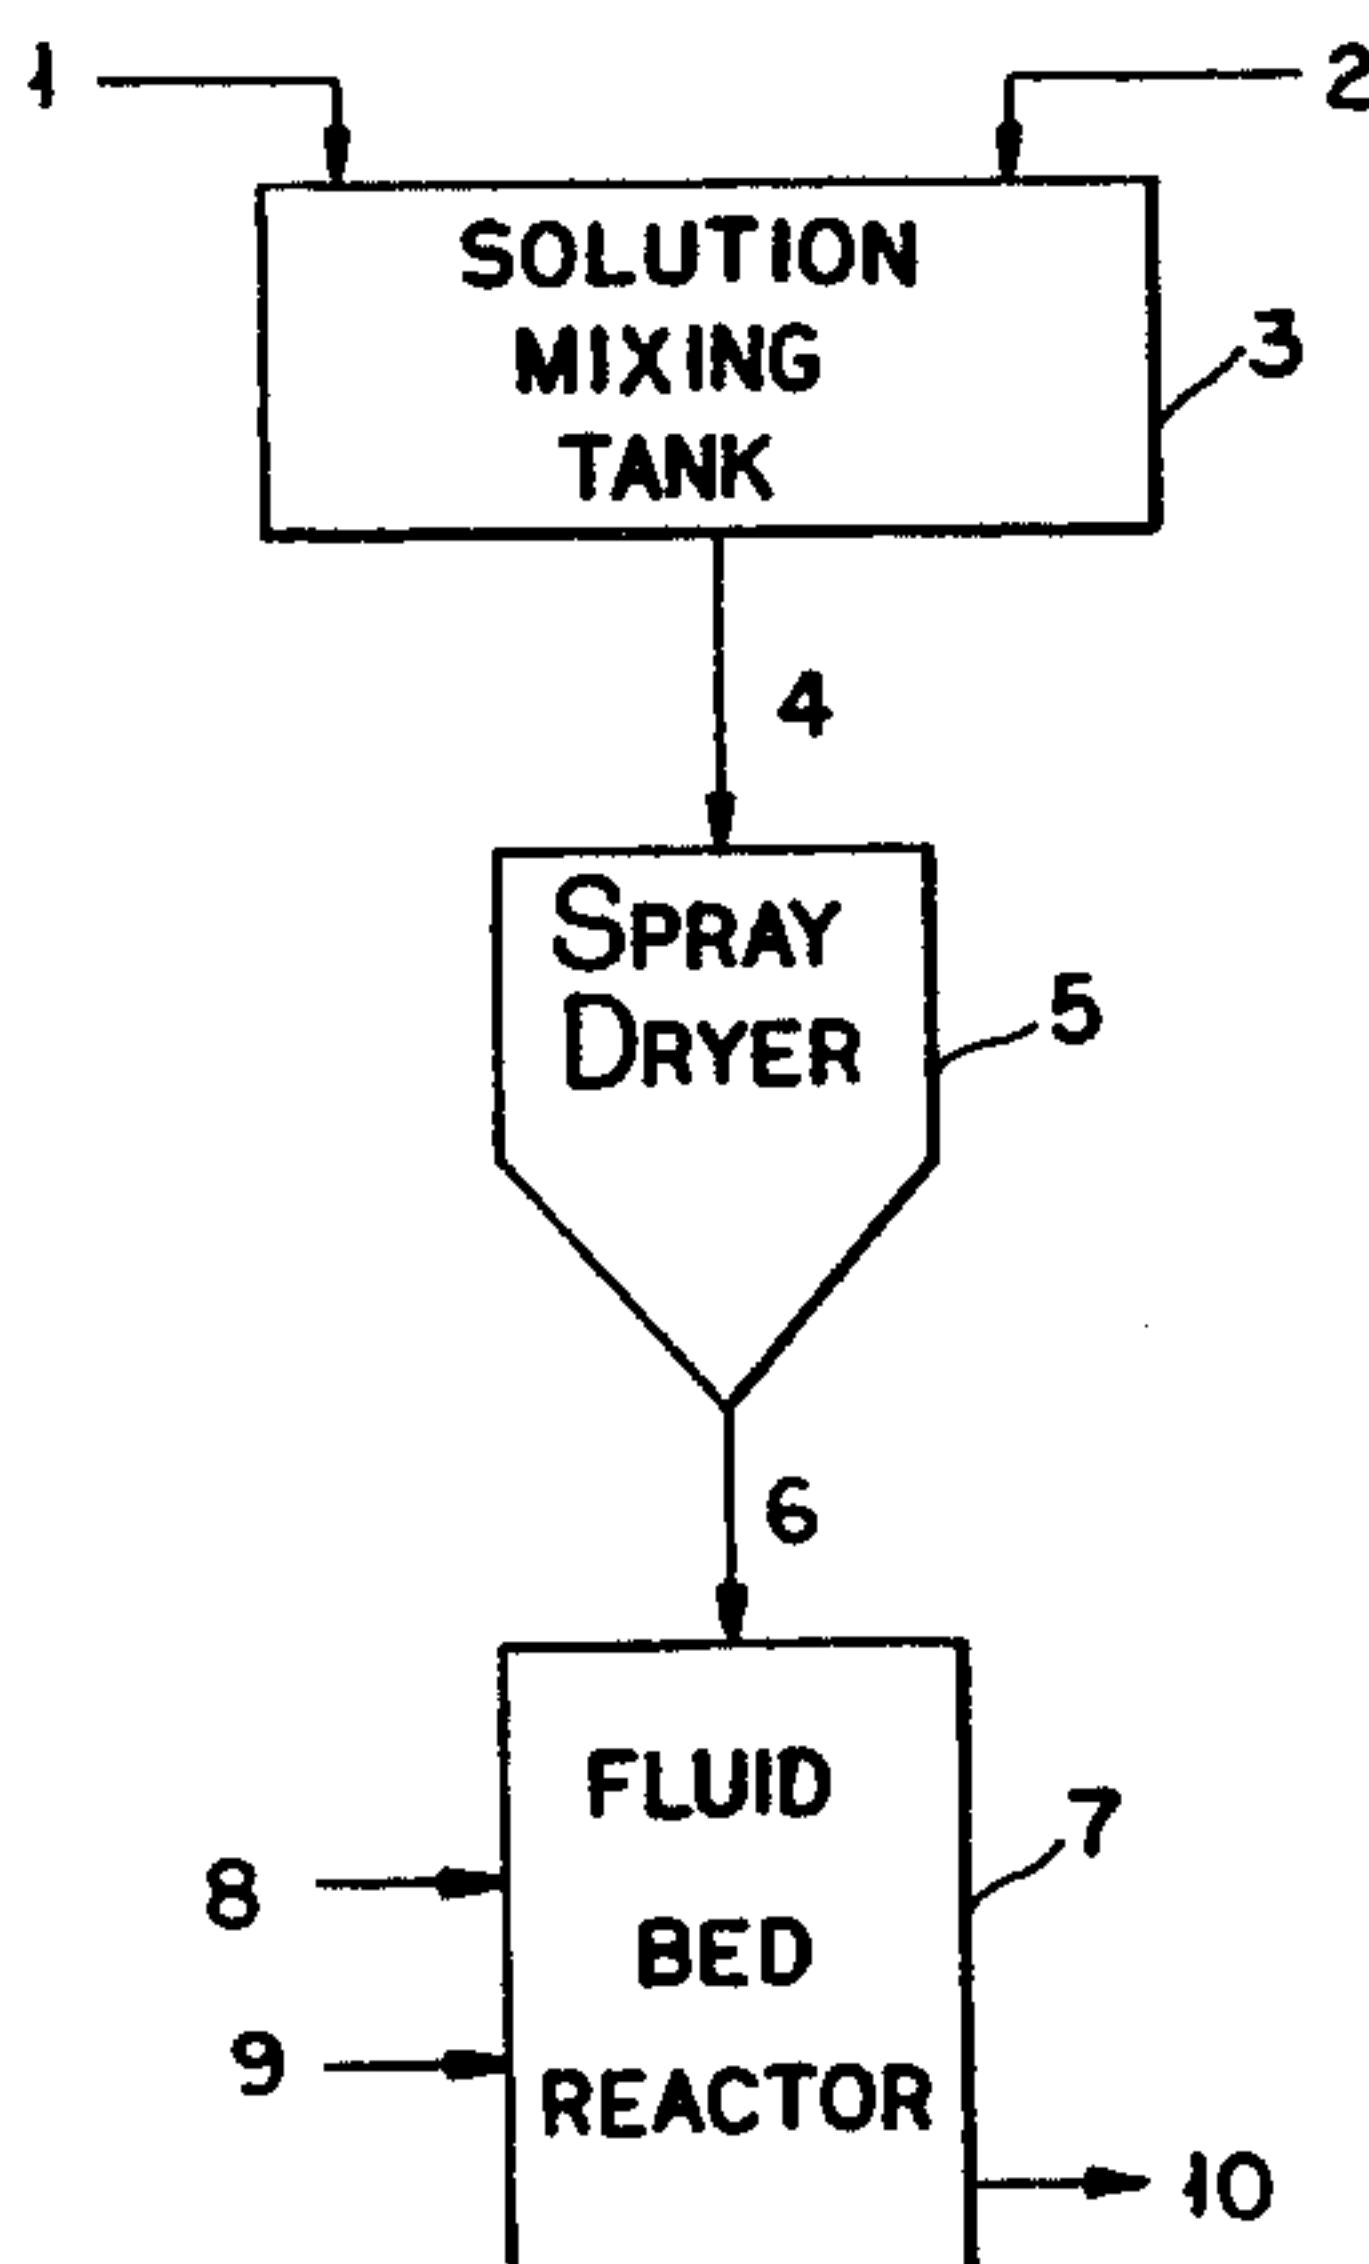 1
2
SOLUTION
MIXING
TANK
3
4
SPRAY
DRYER
5
6
FLUID
BED
REACTOR
7
8
9
10